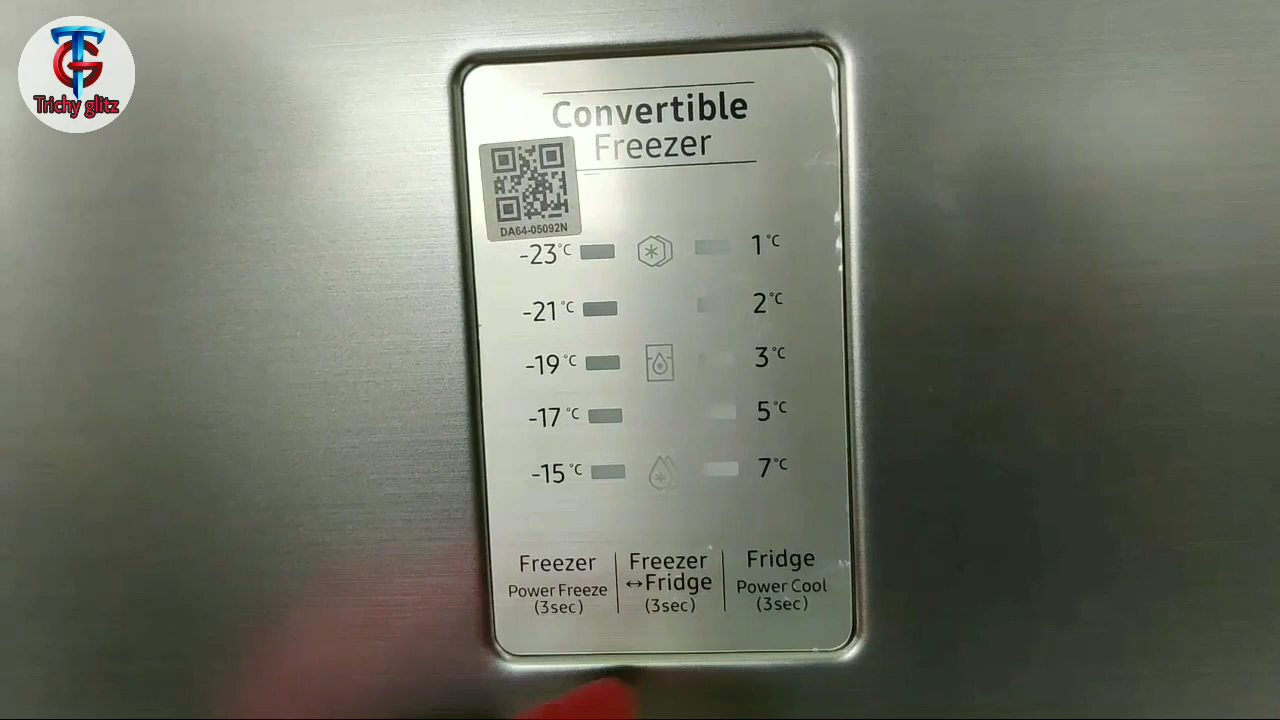 Trichy glitz
Convertible
Freezer
DA64-05092N
-23°C 1°C
-21°C 2°C
-19°C 3°C
-17°C 5°C
-15°C 7°C
Freezer
Power Freeze
(3sec)
Freezer
↔Fridge
(3sec)
Fridge
Power Cool
(3sec)